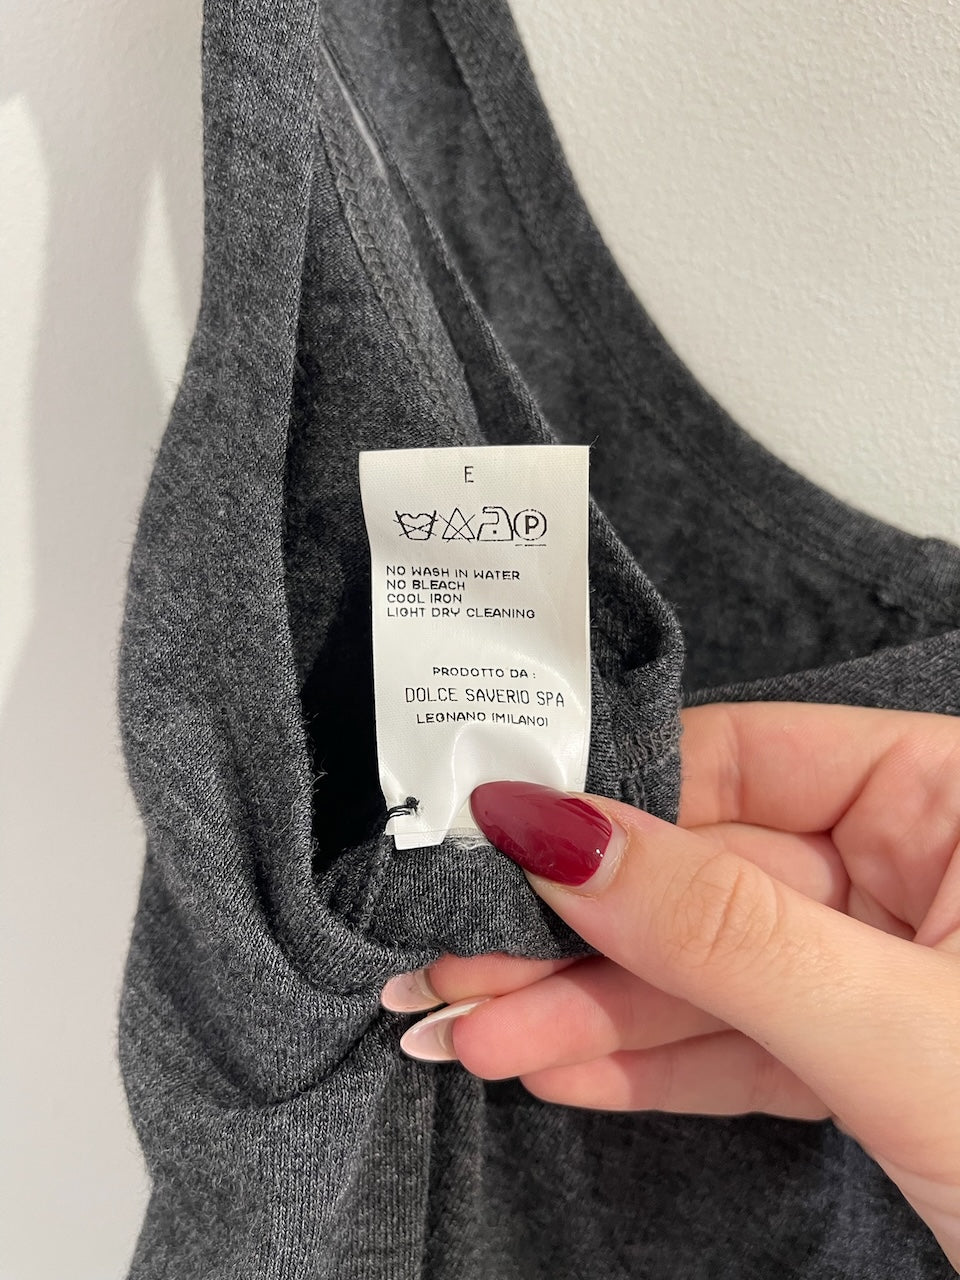 E
P
NO WASH IN WATER
NO BLEACH
COOL IRON
LIGHT DRY CLEANING
PRODOTTO DA :
DOLCE SAVERIO SPA
LEGNANO (MILANO)